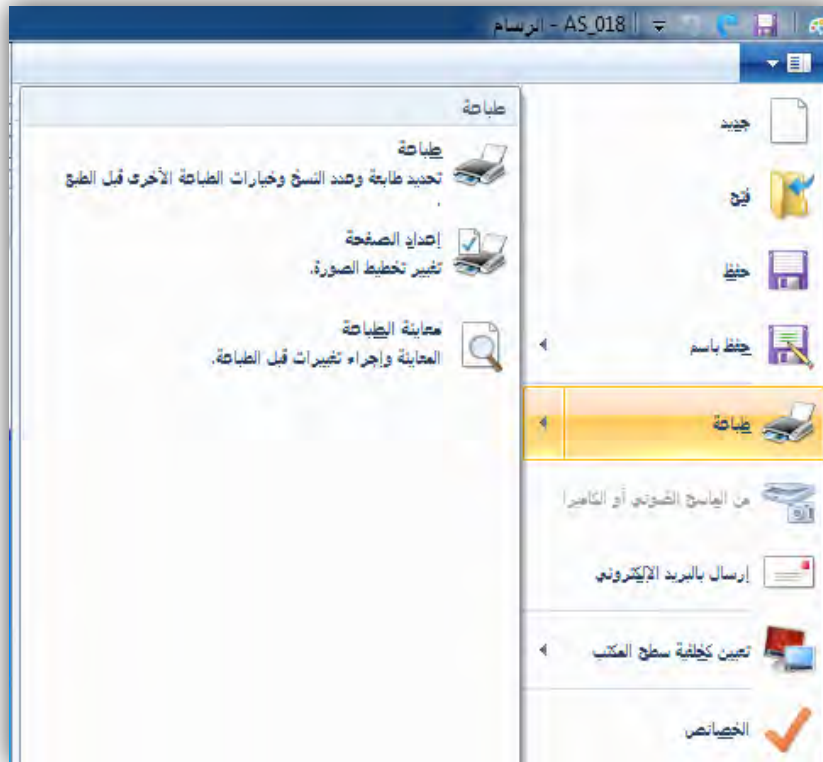 AS_018 - الرسام
جديد
فتح
حفظ
حفظ باسم
طباعة
من الماسح الضوئي أو الكاميرا
إرسال بالبريد الإلكتروني
تعيين كخلفية سطح المكتب
الخصائص
طباعة
طباعة
تحديد طابعة وعدد النسخ وخيارات الطباعة الأخرى قبل الطبع
.
إعداد الصفحة
تغيير تخطيط الصورة.
معاينة الطباعة
المعاينة وإجراء تغييرات قبل الطباعة.